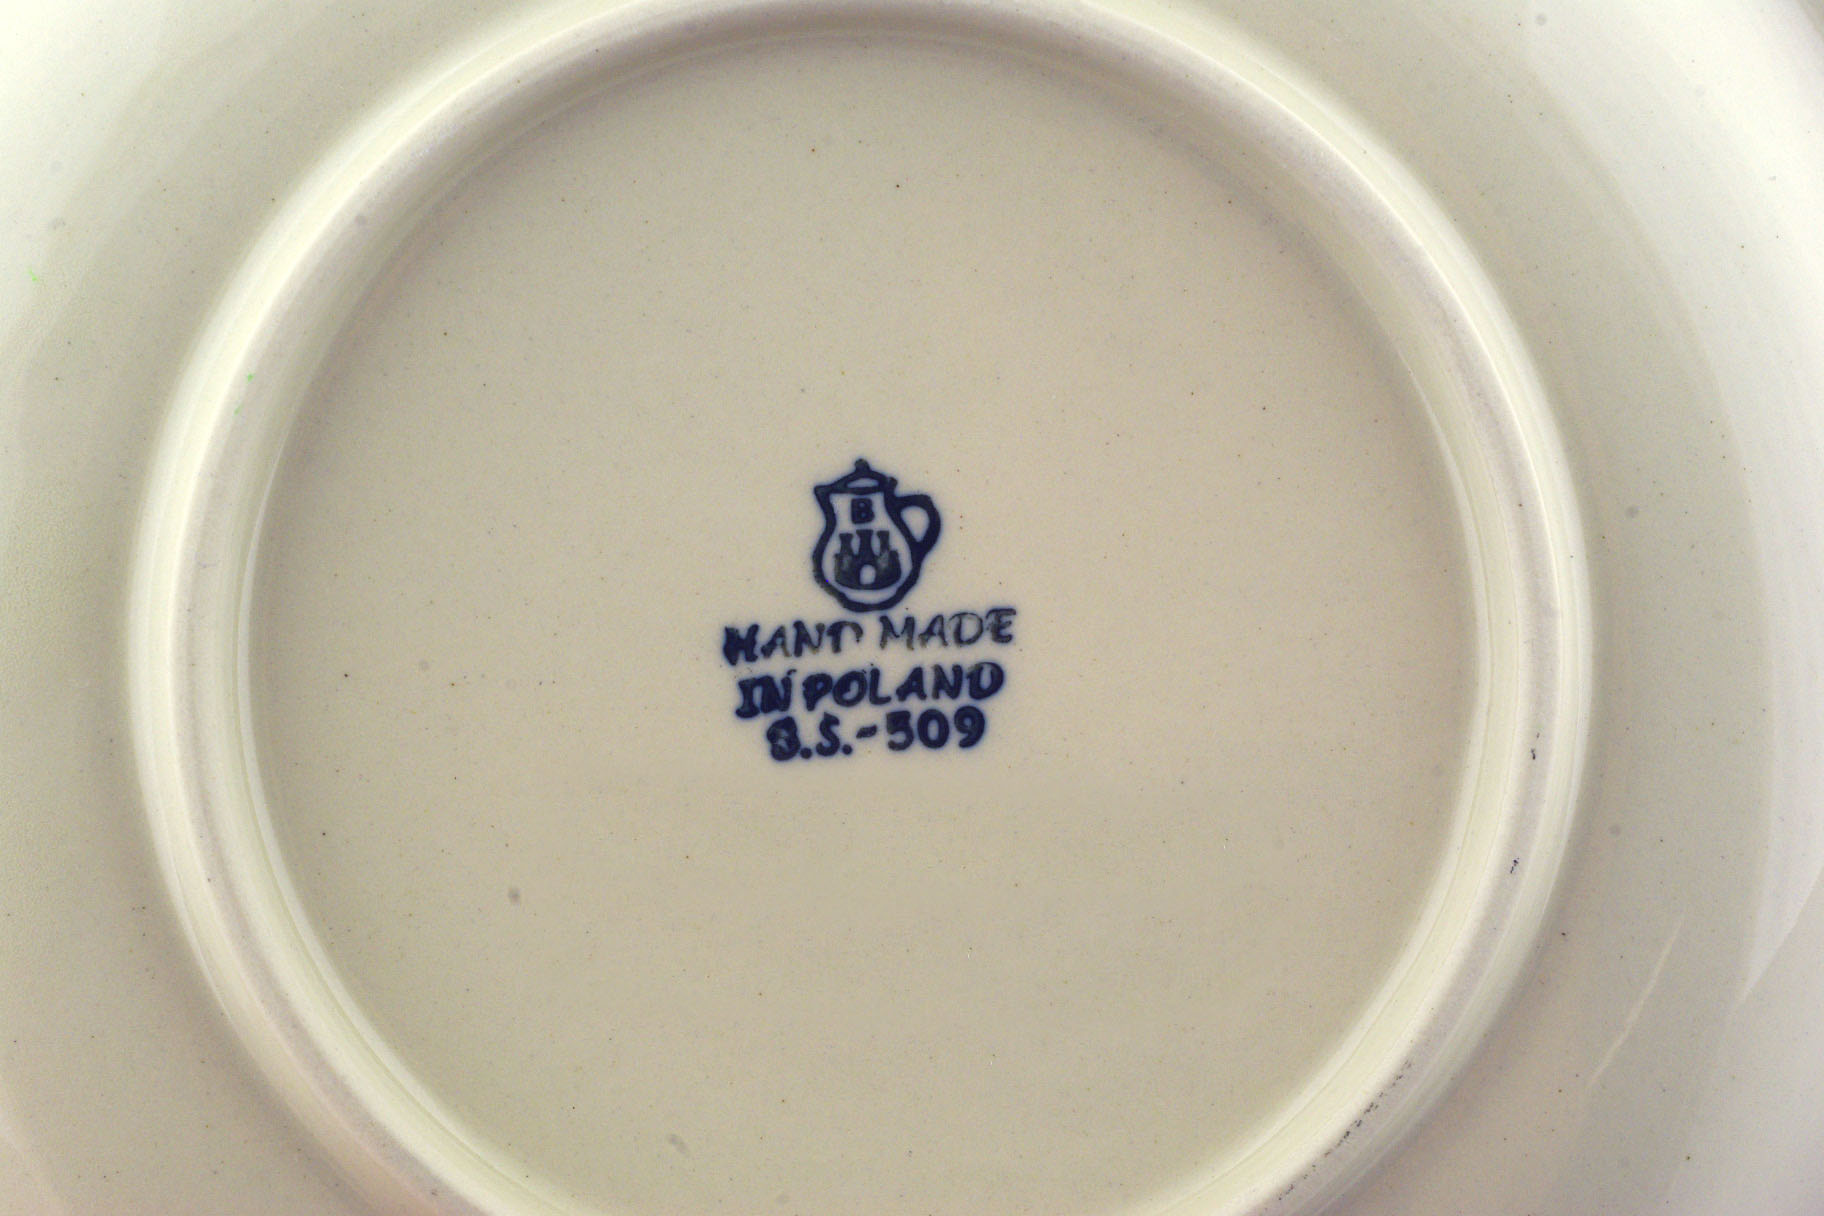 B
HAND MADE
IN POLAND
S.S.-509